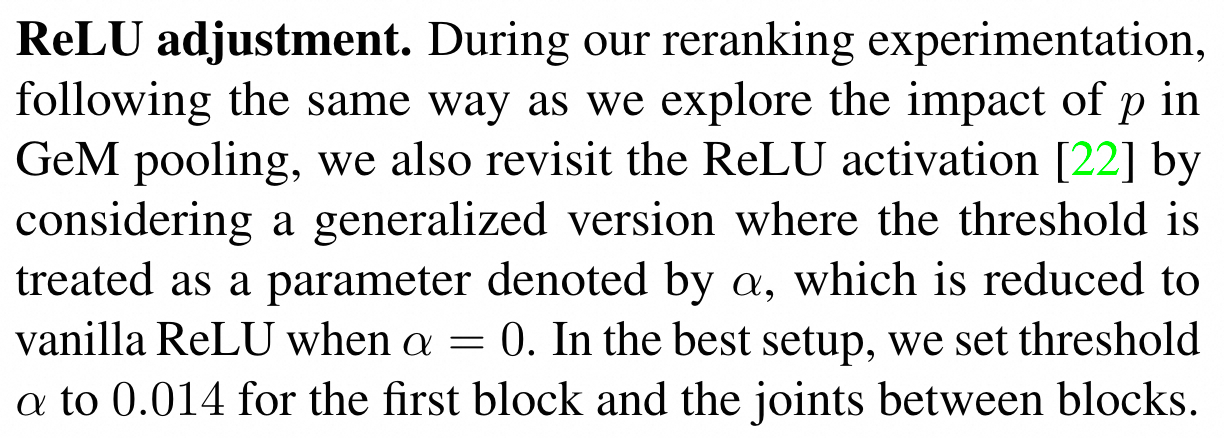 ReLU adjustment. During our reranking experimentation,
following the same way as we explore the impact of p in
GeM pooling, we also revisit the ReLU activation [22] by
considering a generalized version where the threshold is
treated as a parameter denoted by α, which is reduced to
vanilla ReLU when α = 0. In the best setup, we set threshold
α to 0.014 for the first block and the joints between blocks.